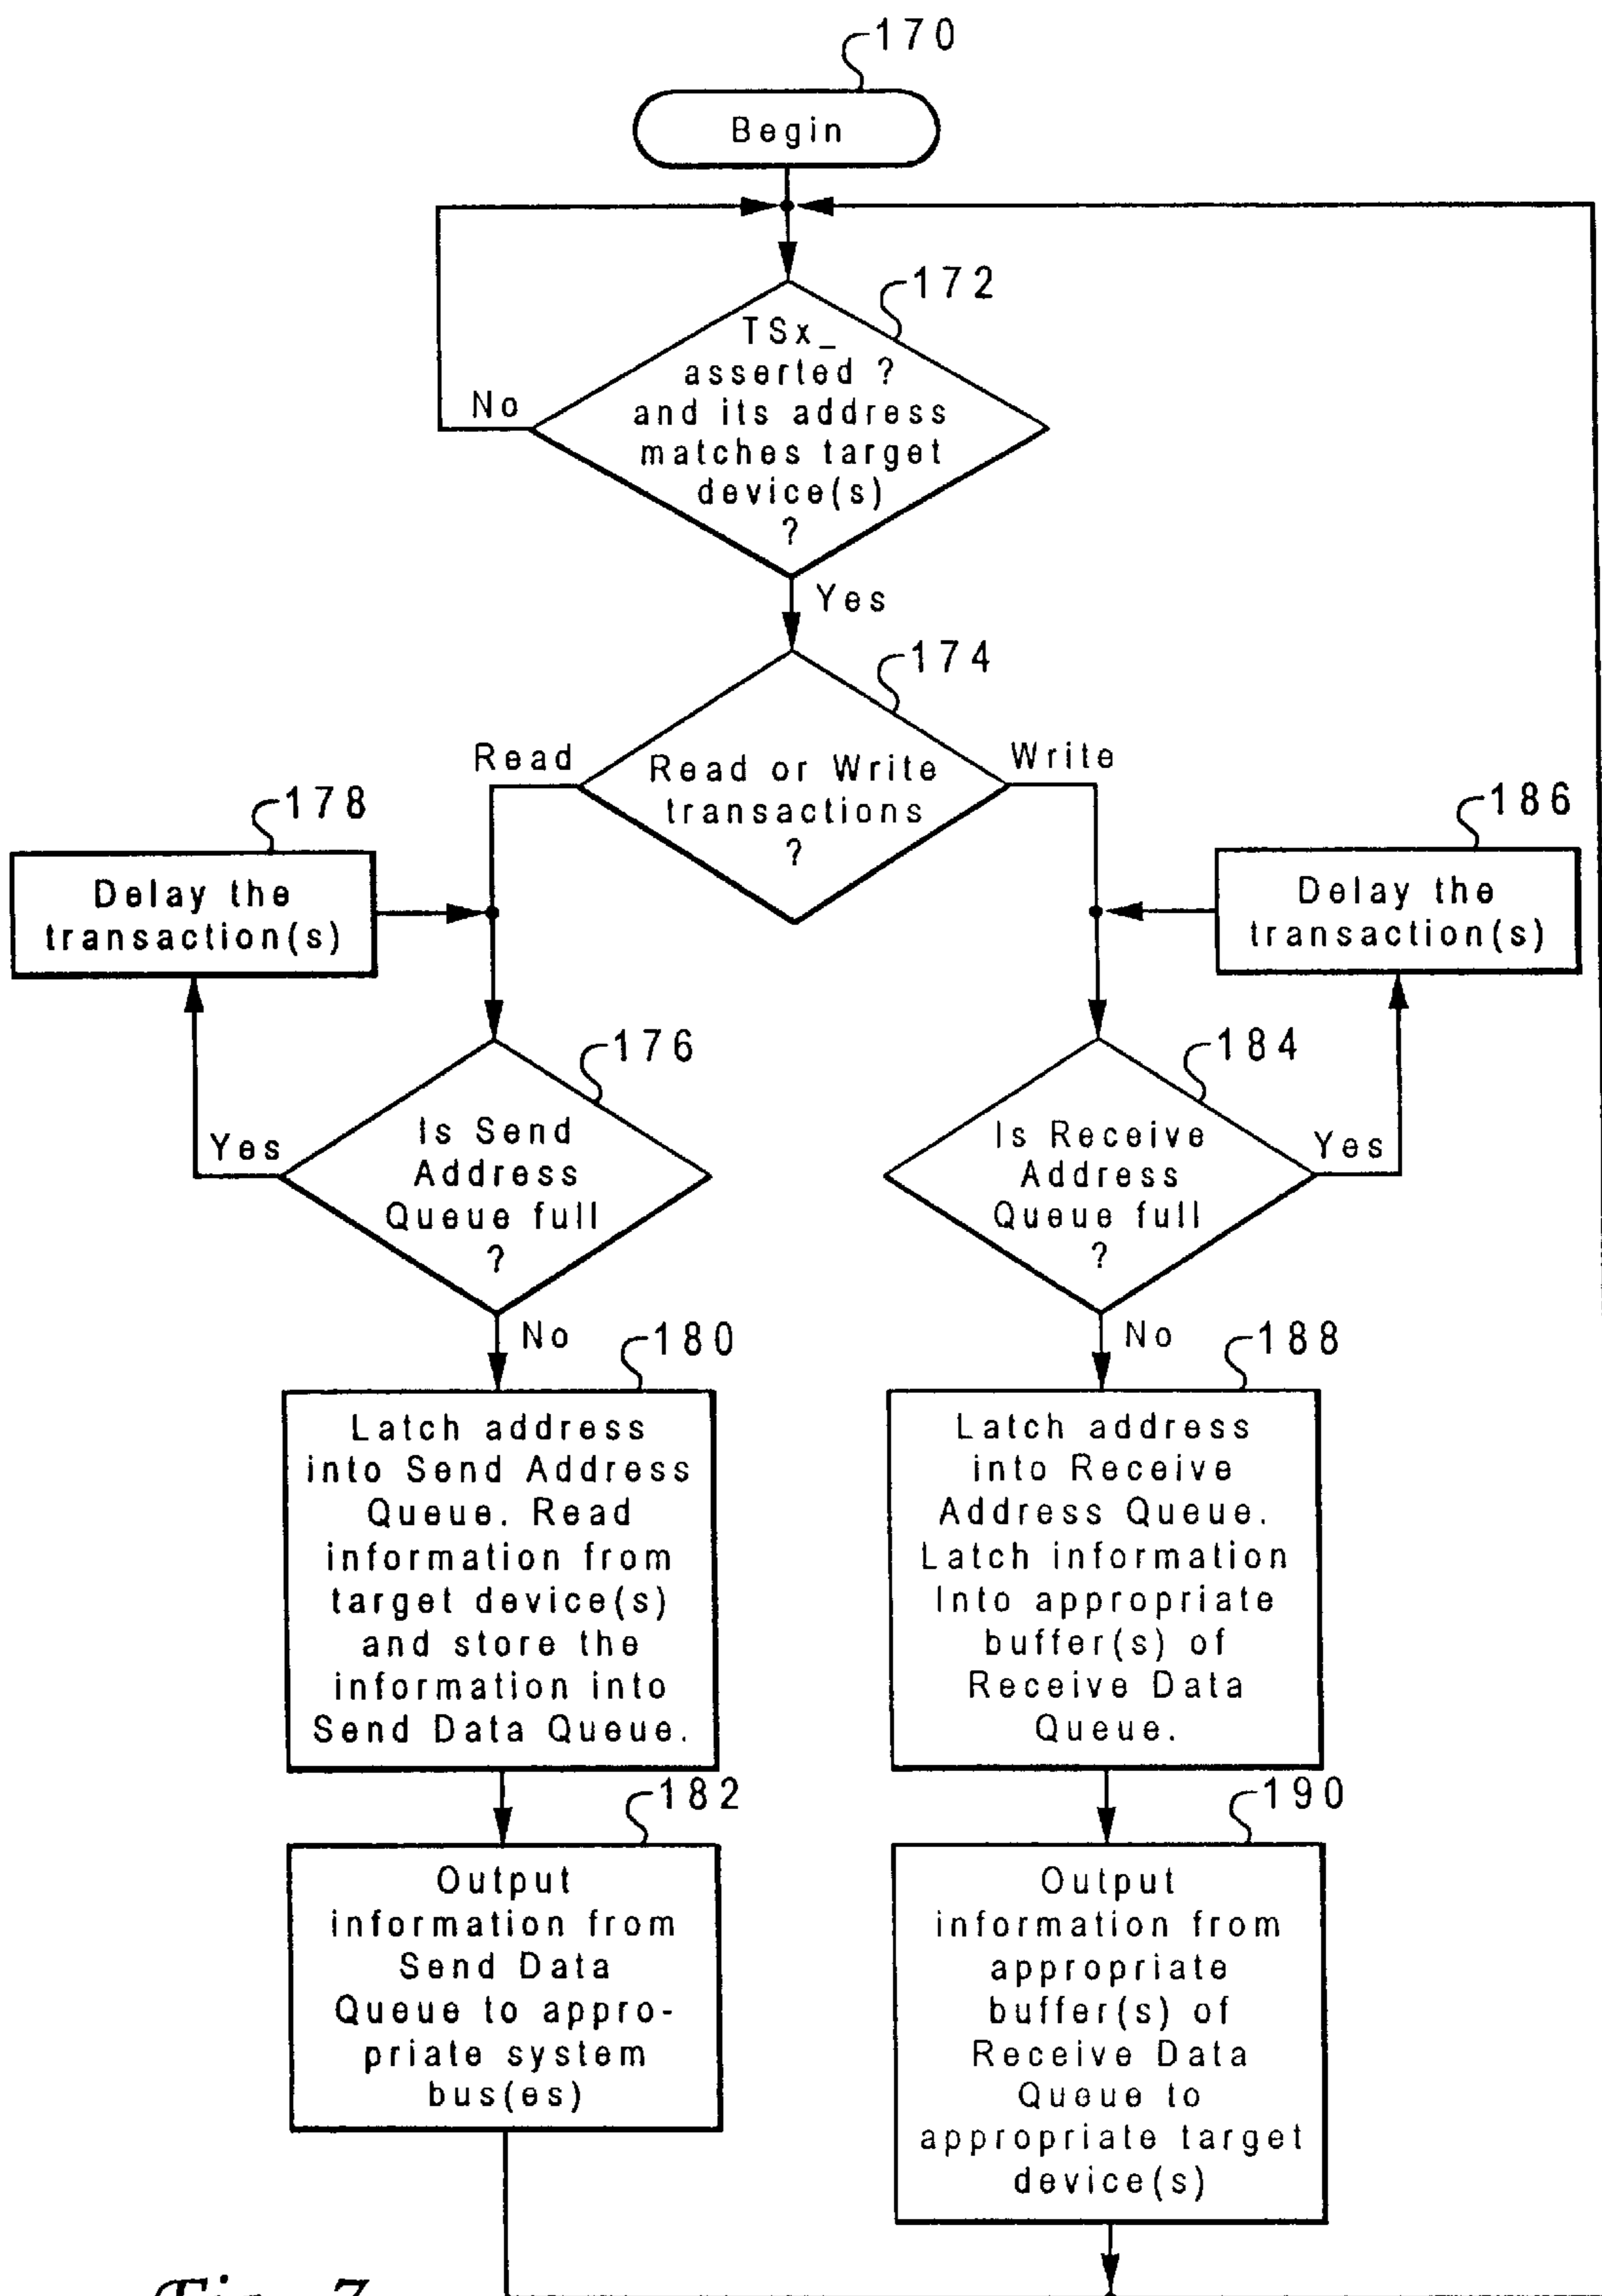 170
Begin
172
TSx_
asserted ?
and its address
matches target
device(s)
?
No
Yes
174
Read
Write
Read or Write
transactions
?
178
Delay the
transaction(s)
186
Delay the
transaction(s)
176
Is Send
Address
Queue full
?
Yes
No
184
Is Receive
Address
Queue full
?
Yes
No
180
Latch address
into Send Address
Queue. Read
information from
target device(s)
and store the
information into
Send Data Queue.
188
Latch address
into Receive
Address Queue.
Latch information
Into appropriate
buffer(s) of
Receive Data
Queue.
182
Output
information from
Send Data
Queue to appro-
priate system
bus(es)
190
Output
information from
appropriate
buffer(s) of
Receive Data
Queue to
appropriate target
device(s)
Fig. 7